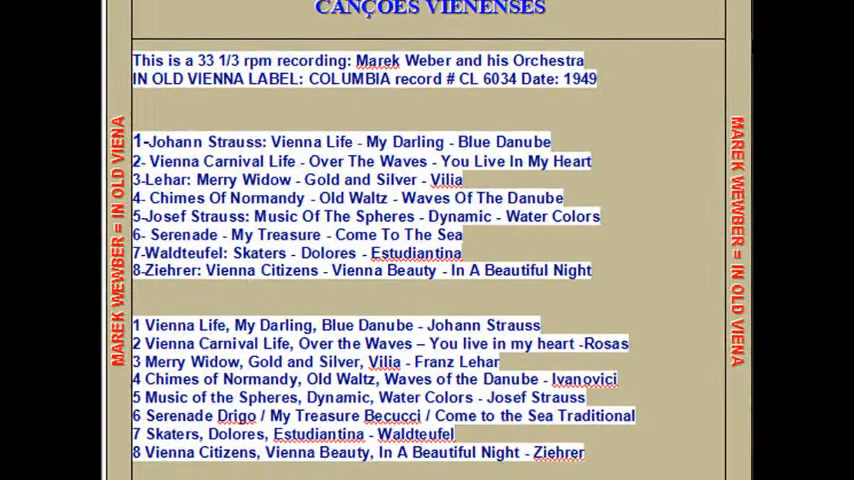 CANÇOES VIENENSES
This is a 33 1/3 rpm recording: Marek Weber and his Orchestra
IN OLD VIENNA LABEL: COLUMBIA record # CL 6034 Date: 1949
1-Johann Strauss: Vienna Life - My Darling - Blue Danube
2- Vienna Carnival Life - Over The Waves - You Live In My Heart
3-Lehar: Merry Widow - Gold and Silver - Vilia
4- Chimes Of Normandy - Old Waltz - Waves Of The Danube
5-Josef Strauss: Music Of The Spheres - Dynamic - Water Colors
6- Serenade - My Treasure - Come To The Sea
7-Waldteufel: Skaters - Dolores - Estudiantina
8-Ziehrer: Vienna Citizens - Vienna Beauty - In A Beautiful Night
1 Vienna Life, My Darling, Blue Danube - Johann Strauss
2 Vienna Carnival Life, Over the Waves – You live in my heart -Rosas
3 Merry Widow, Gold and Silver, Vilia - Franz Lehar
4 Chimes of Normandy, Old Waltz, Waves of the Danube - Ivanovici
5 Music of the Spheres, Dynamic, Water Colors - Josef Strauss
6 Serenade Drigo / My Treasure Becucci / Come to the Sea Traditional
7 Skaters, Dolores, Estudiantina - Waldteufel
8 Vienna Citizens, Vienna Beauty, In A Beautiful Night - Ziehrer
MAREK WEWBER = IN OLD VIENA
MAREK WEWBER = IN OLD VIENA